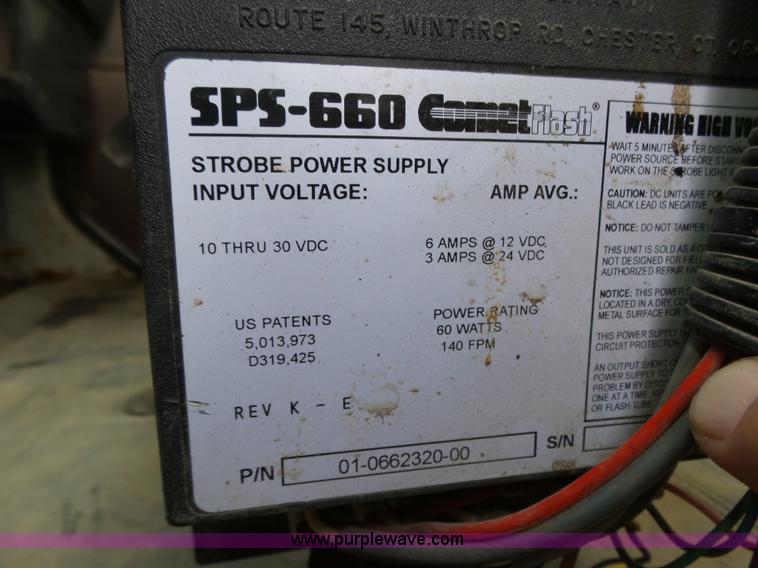 ROUTE 145, WINTHROP RD, CHESTER, CT. 06
SPS-660 Comet Flash®
STROBE POWER SUPPLY
INPUT VOLTAGE: AMP AVG.:
10 THRU 30 VDC 6 AMPS @ 12 VDC
3 AMPS @ 24 VDC
US PATENTS
5,013,973
D319,425
POWER RATING
60 WATTS
140 FPM
REV K - E
P/N 01-0662320-00 S/N
WARNING HIGH VO
WAIT 5 MINUTES AFTER DISCONN
POWER SOURCE BEFORE START
WORK ON THE STROBE LIGHT
CAUTION: DC UNITS ARE PO
BLACK LEAD IS NEGATIVE
NOTICE: DO NOT TAMPER
THIS UNIT IS SOLD AS A CO
NOT DESIGNED FOR FIEL
AUTHORIZED REPAIR FA
NOTICE: THIS POWER
LOCATED IN A DRY, CO
METAL SURFACE FOR
THIS POWER SUPPLY
CIRCUIT PROTECTION
AN OUTPUT SHORT
POWER SUPPLY TO
PROBLEM BY DISC
ONE AT A TIME.
OR FLASH TUBE
www.purplewave.com